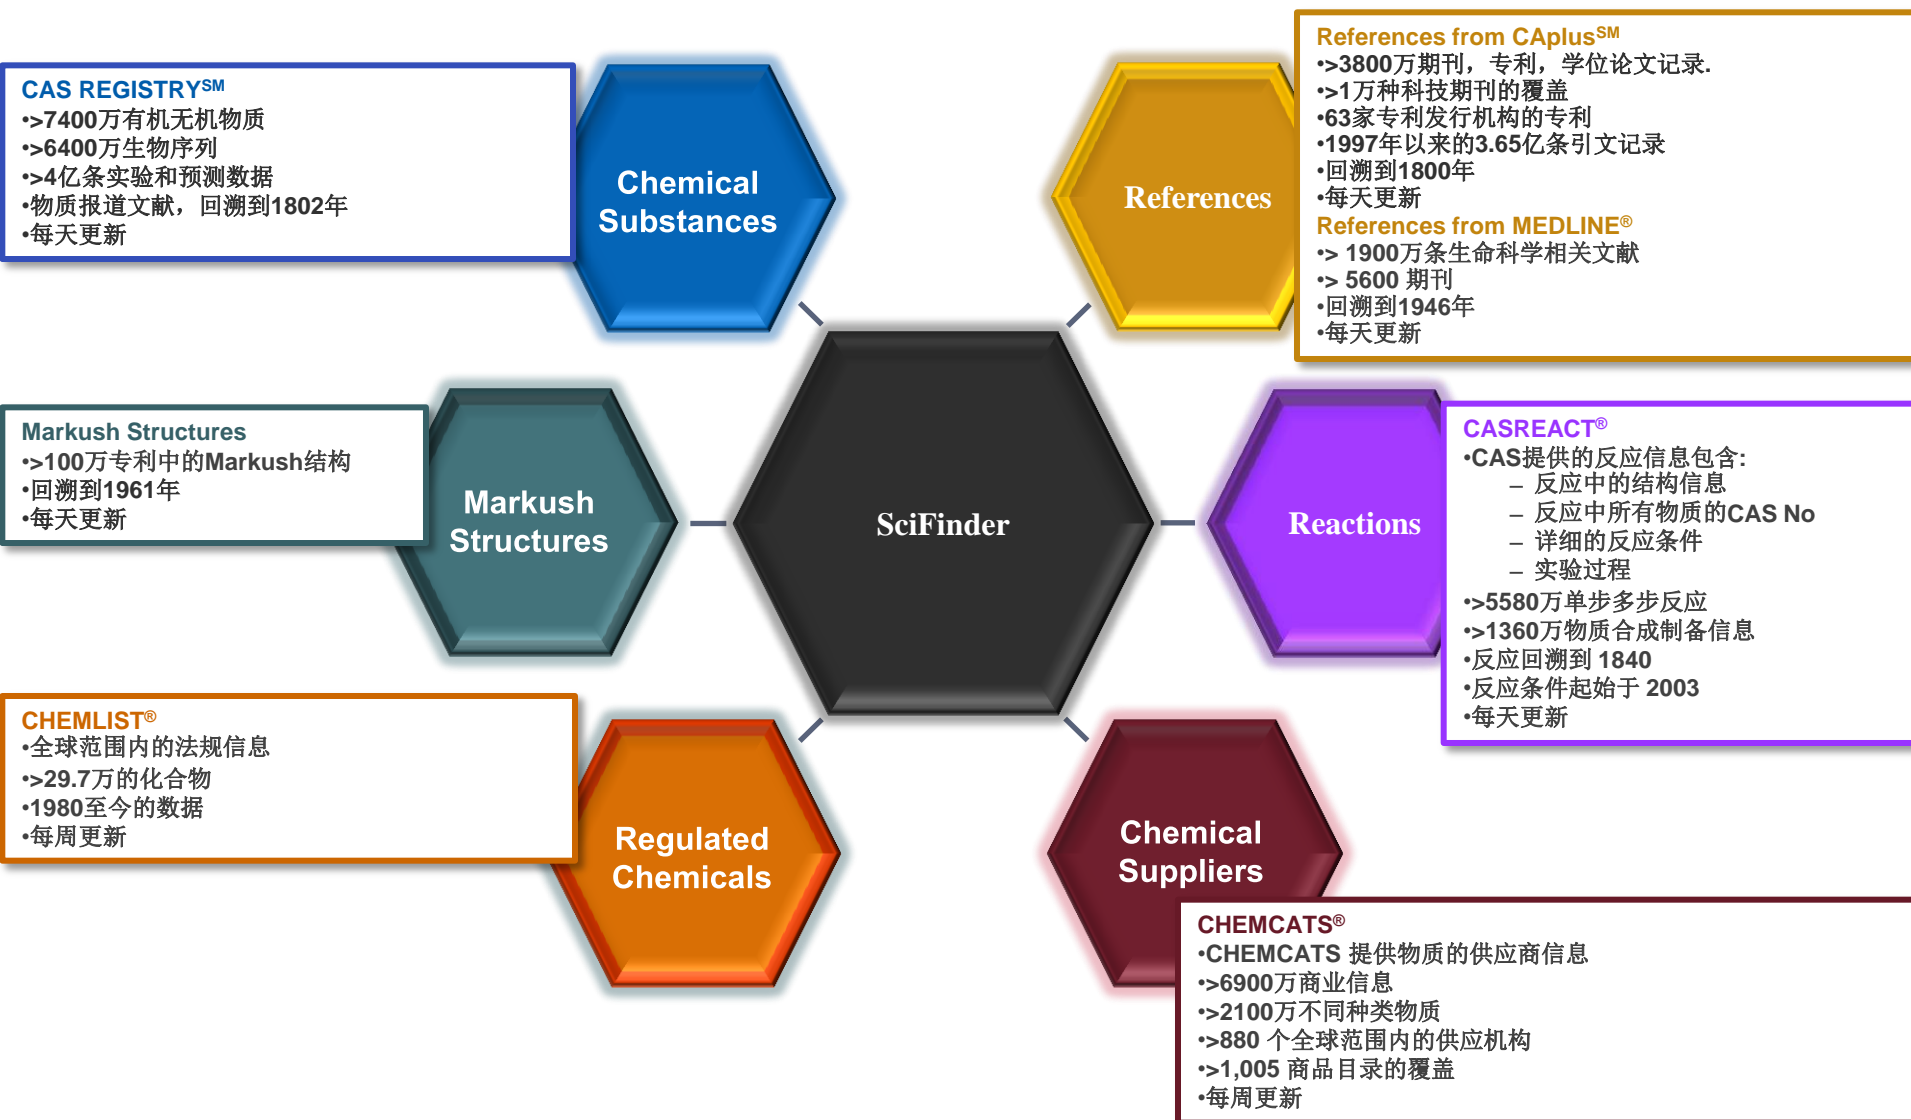 CAS REGISTRYSM
•>7400万有机无机物质
•>6400万生物序列
•>4亿条实验和预测数据
•物质报道文献，回溯到1802年
•每天更新
Chemical
Substances
References
References from CAplusSM
•>3800万期刊，专利，学位论文记录.
•>1万种科技期刊的覆盖
•63家专利发行机构的专利
•1997年以来的3.65亿条引文记录
•回溯到1800年
•每天更新
References from MEDLINE®
•> 1900万条生命科学相关文献
•> 5600 期刊
•回溯到1946年
•每天更新
Markush Structures
•>100万专利中的Markush结构
•回溯到1961年
•每天更新
Markush
Structures
SciFinder
Reactions
CASREACT®
•CAS提供的反应信息包含:
– 反应中的结构信息
– 反应中所有物质的CAS No
– 详细的反应条件
– 实验过程
•>5580万单步多步反应
•>1360万物质合成制备信息
•反应回溯到 1840
•反应条件起始于 2003
•每天更新
CHEMLIST®
•全球范围内的法规信息
•>29.7万的化合物
•1980至今的数据
•每周更新
Regulated
Chemicals
Chemical
Suppliers
CHEMCATS®
•CHEMCATS 提供物质的供应商信息
•>6900万商业信息
•>2100万不同种类物质
•>880 个全球范围内的供应机构
•>1,005 商品目录的覆盖
•每周更新